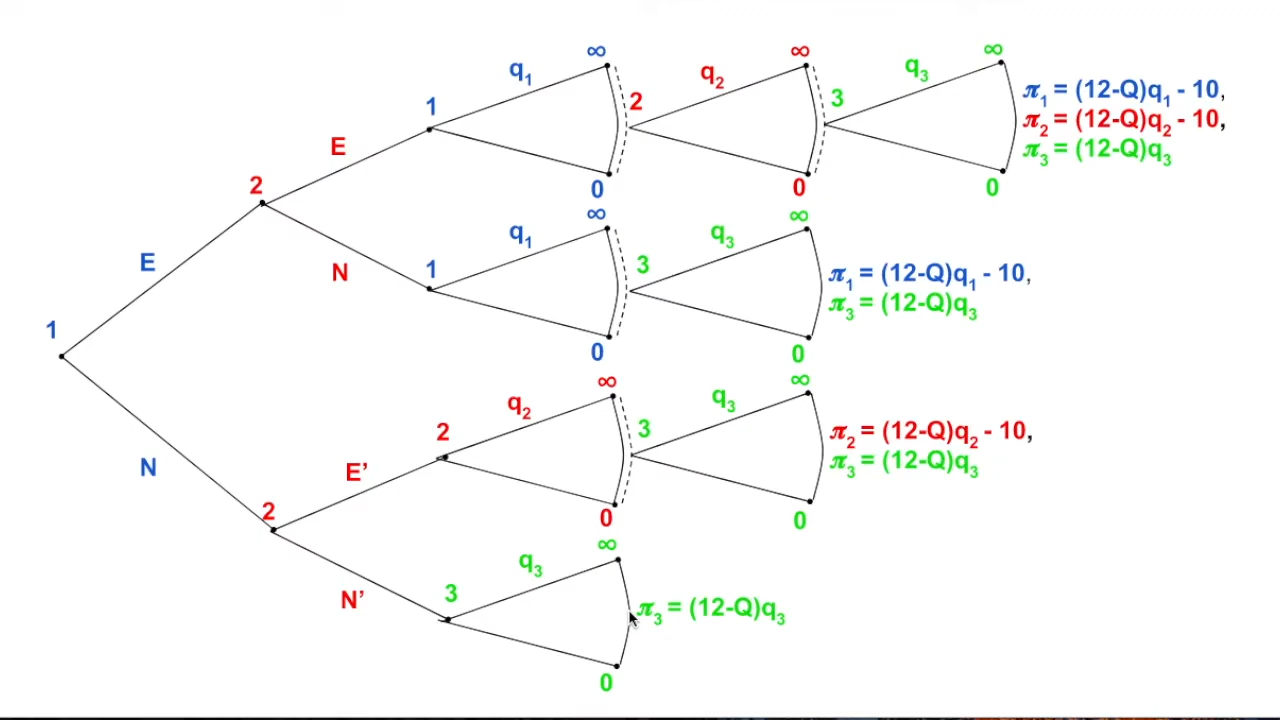 ∞
∞
∞
q₁
q₂
q₃
1
2
3
π₁ = (12-Q)q₁ - 10,
π₂ = (12-Q)q₂ - 10,
π₃ = (12-Q)q₃
E
2
0
0
0
∞
∞
q₁
q₃
E
N
1
3
π₁ = (12-Q)q₁ - 10,
π₃ = (12-Q)q₃
1
0
0
∞
∞
q₂
q₃
2
3
π₂ = (12-Q)q₂ - 10,
π₃ = (12-Q)q₃
N
E’
2
0
0
∞
q₃
N’
3
π₃ = (12-Q)q₃
0